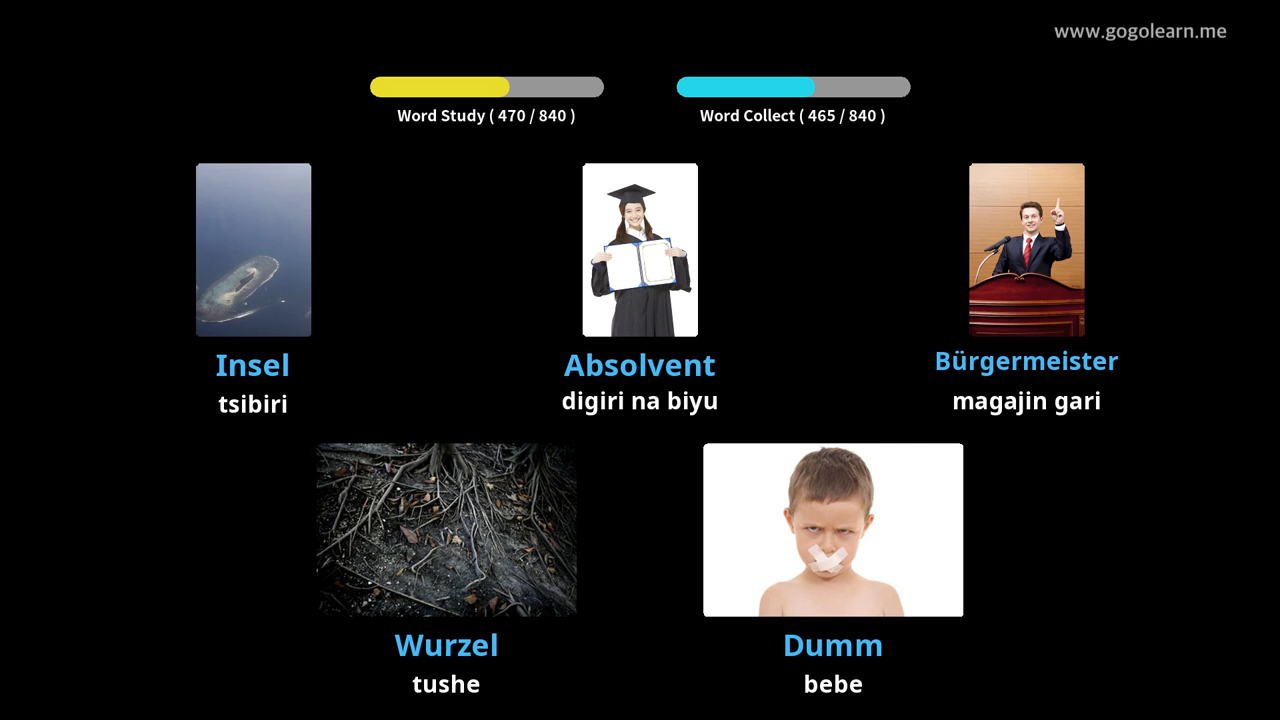 www.gogolearn.me
Word Study ( 470 / 840 )
Word Collect ( 465 / 840 )
Insel
tsibiri
Absolvent
digiri na biyu
Bürgermeister
magajin gari
Wurzel
tushe
Dumm
bebe